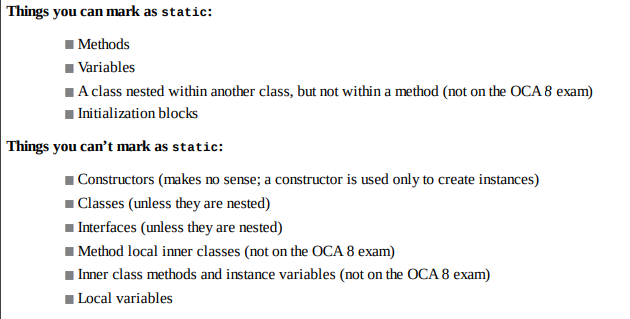 Things you can mark as static:
■ Methods
■ Variables
■ A class nested within another class, but not within a method (not on the OCA 8 exam)
■ Initialization blocks
Things you can’t mark as static:
■ Constructors (makes no sense; a constructor is used only to create instances)
■ Classes (unless they are nested)
■ Interfaces (unless they are nested)
■ Method local inner classes (not on the OCA 8 exam)
■ Inner class methods and instance variables (not on the OCA 8 exam)
■ Local variables